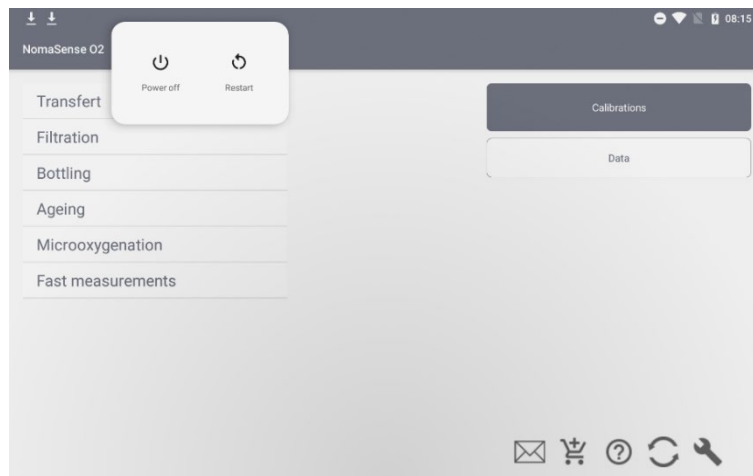 08:15
NomaSense O2
Power off
Restart
Transfert
Filtration
Bottling
Ageing
Microoxygenation
Fast measurements
Calibrations
Data